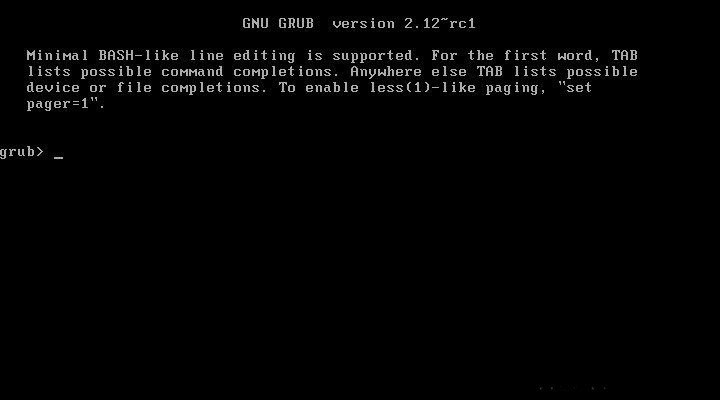 GNU GRUB  version 2.12~rc1
Minimal BASH-like line editing is supported. For the first word, TAB
lists possible command completions. Anywhere else TAB lists possible
device or file completions. To enable less(1)-like paging, "set
pager=1".
grub> _